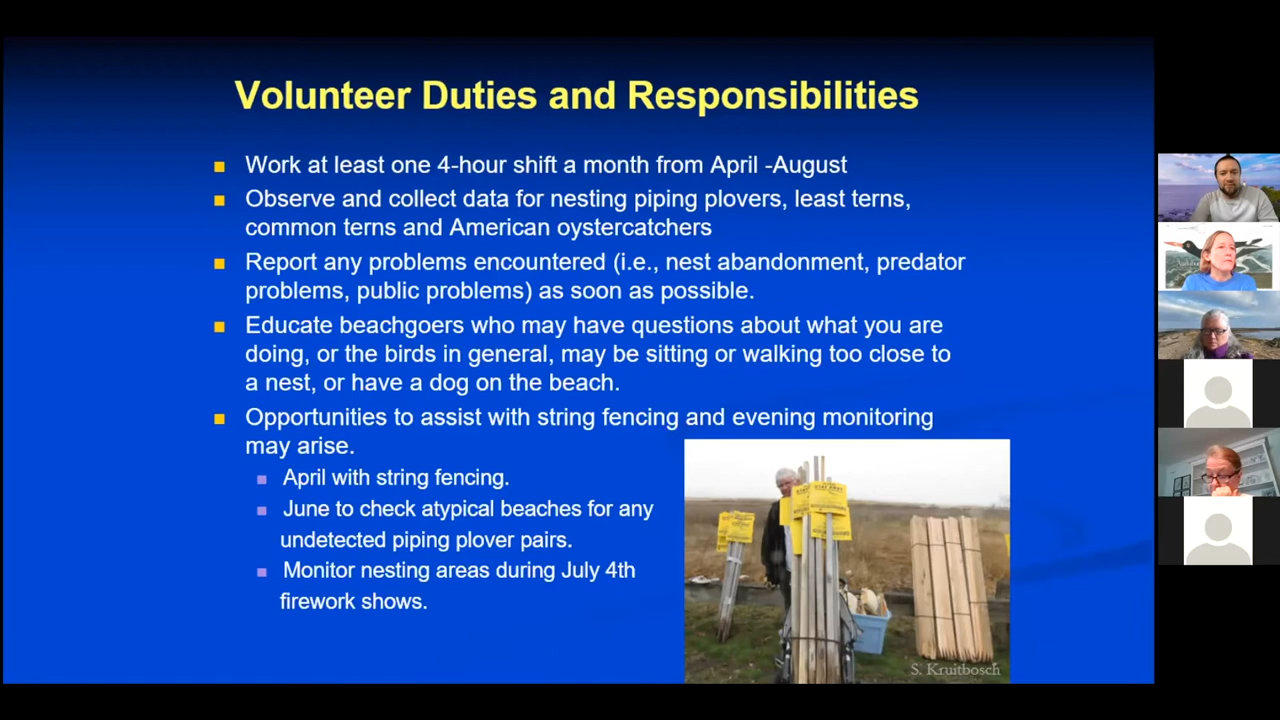 Volunteer Duties and Responsibilities
Work at least one 4-hour shift a month from April -August
Observe and collect data for nesting piping plovers, least terns,
common terns and American oystercatchers
Report any problems encountered (i.e., nest abandonment, predator
problems, public problems) as soon as possible.
Educate beachgoers who may have questions about what you are
doing, or the birds in general, may be sitting or walking too close to
a nest, or have a dog on the beach.
Opportunities to assist with string fencing and evening monitoring
may arise.
April with string fencing.
June to check atypical beaches for any
undetected piping plover pairs.
Monitor nesting areas during July 4th
firework shows.
S. Kruitbosch